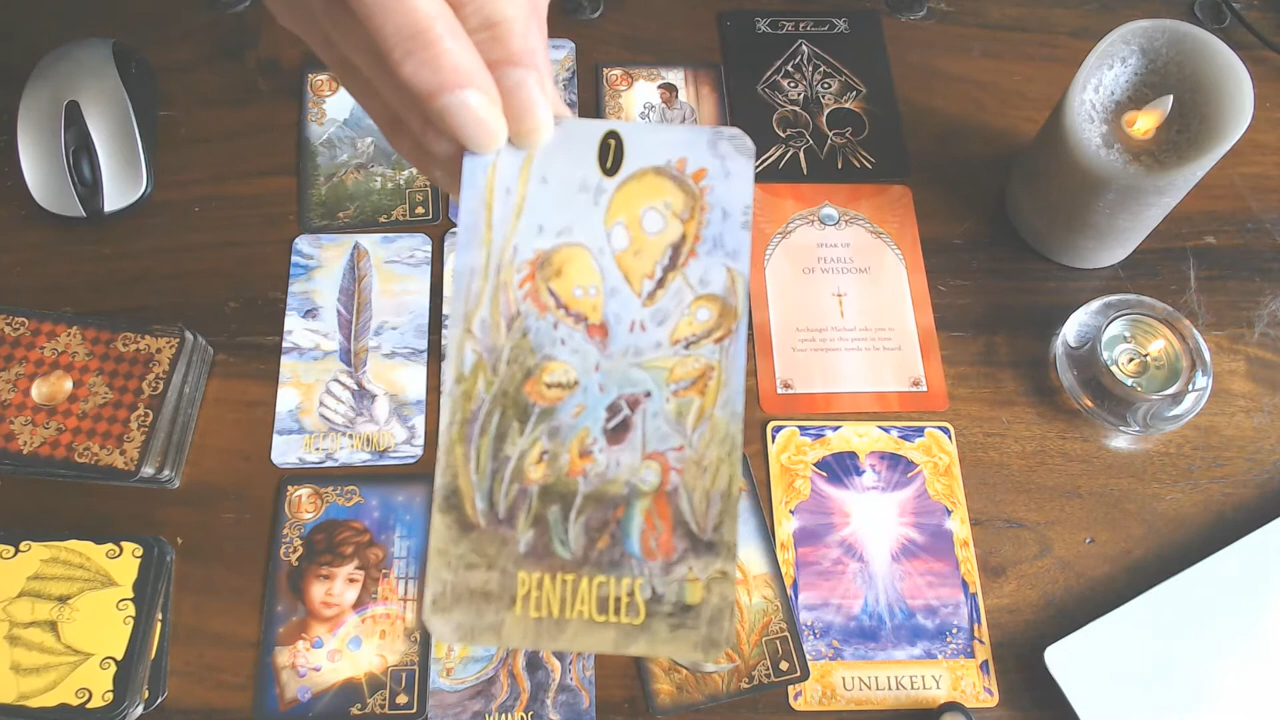 21
8
28
The Chariot
7
PENTACLES
SPEAK UP
PEARLS
OF WISDOM!
Archangel Michael asks you to
speak up at this point in time.
Your viewpoint needs to be heard.
ACE OF SWORDS
13
J
WANDS
J
UNLIKELY